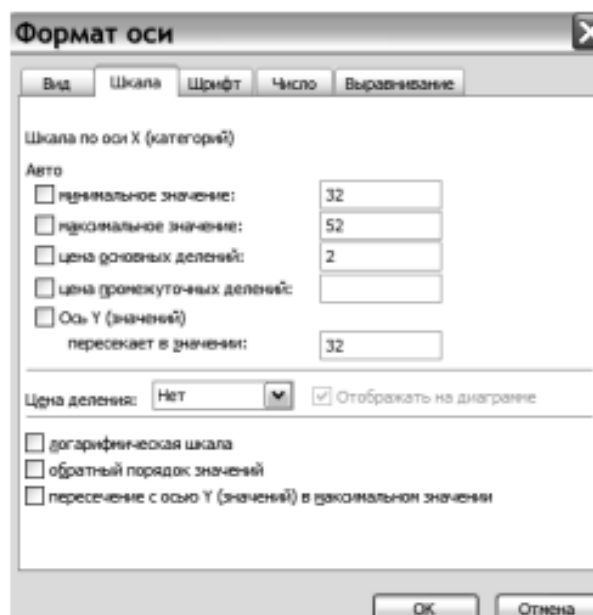 Формат оси
Вид Шкала Шрифт Число Выравнивание
Шкала по оси X (категорий)
Авто
минимальное значение: 32
максимальное значение: 52
цена основных делений: 2
цена промежуточных делений:
Ось Y (значений)
пересекает в значении: 32
Цена деления: Нет Отображать на диаграмме
логарифмическая шкала
обратный порядок значений
пересечение с осью Y (значений) в максимальном значении
OK Отмена